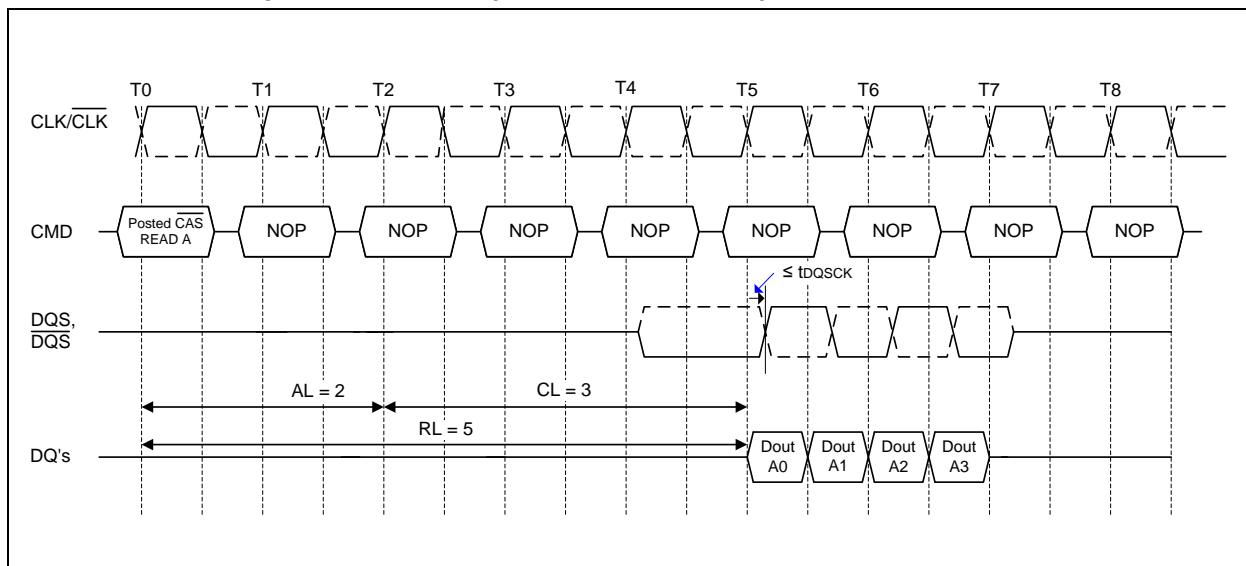 T0 T1 T2 T3 T4 T5 T6 T7 T8
CLK/CLK
CMD
Posted CAS
READ A
NOP NOP NOP NOP NOP NOP NOP NOP
≤ tDQSCK
DQS,
DQS
AL = 2 CL = 3
RL = 5
DQ's
Dout Dout Dout Dout
A0 A1 A2 A3